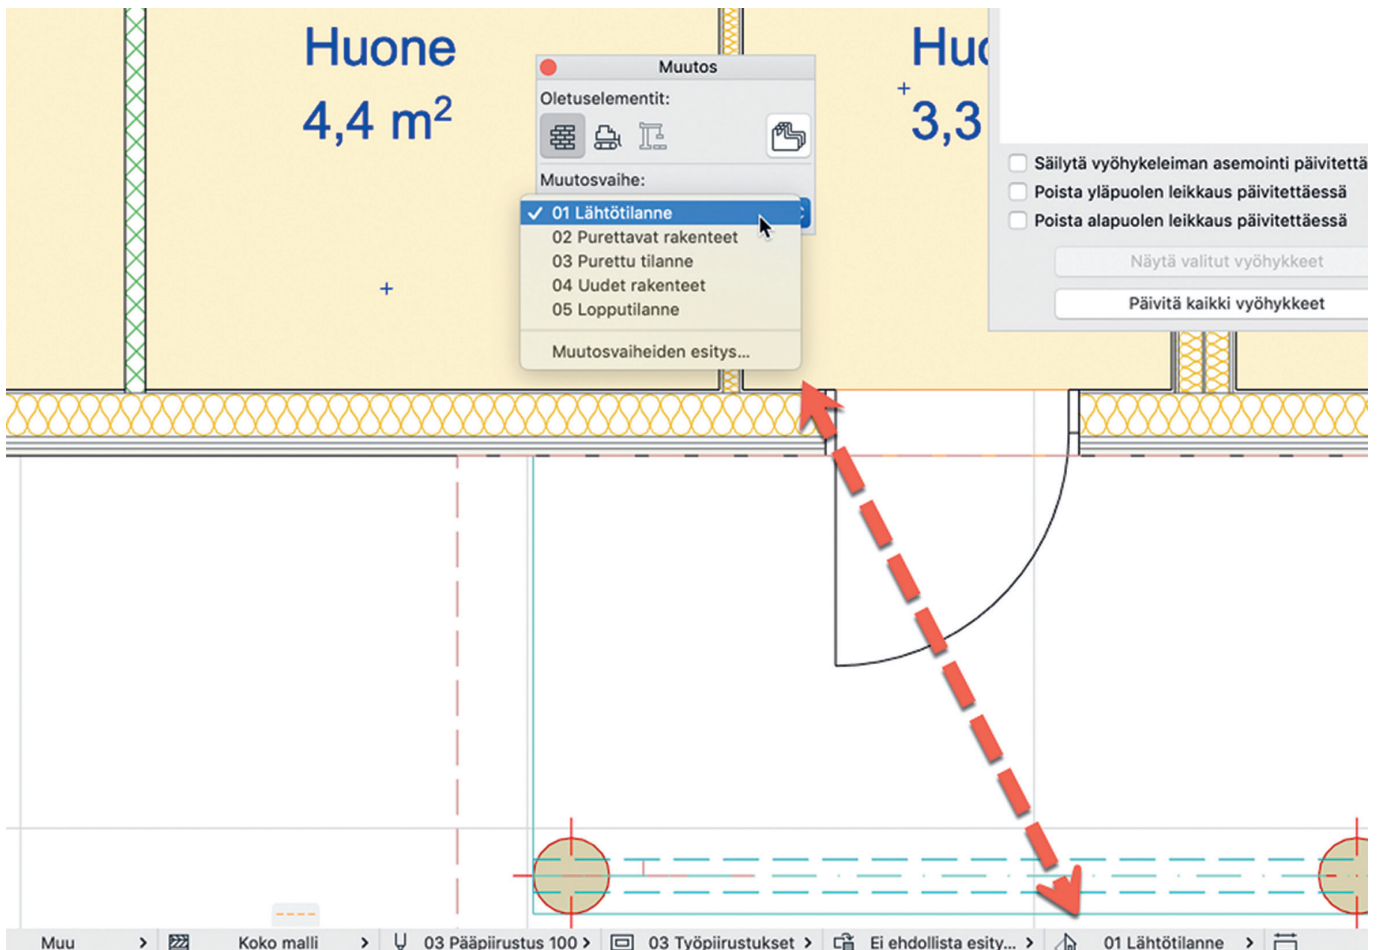 Huone
4,4 m²
Muutos
Oletuselementit:
Muutosvaihe:
✓ 01 Lähtötilanne
02 Purettavat rakenteet
03 Purettu tilanne
04 Uudet rakenteet
05 Lopputilanne
Muutosvaiheiden esitys...
3,3
Säilytä vyöhykeleiman asemointi päivitettä
Poista yläpuolen leikkaus päivitettäessä
Poista alapuolen leikkaus päivitettäessä
Näytä valitut vyöhykkeet
Päivitä kaikki vyöhykkeet
Muu > Koko malli > 03 Pääpiirustus 100 > 03 Työpiirustukset > Ei ehdollista esity... > 01 Lähtötilanne >